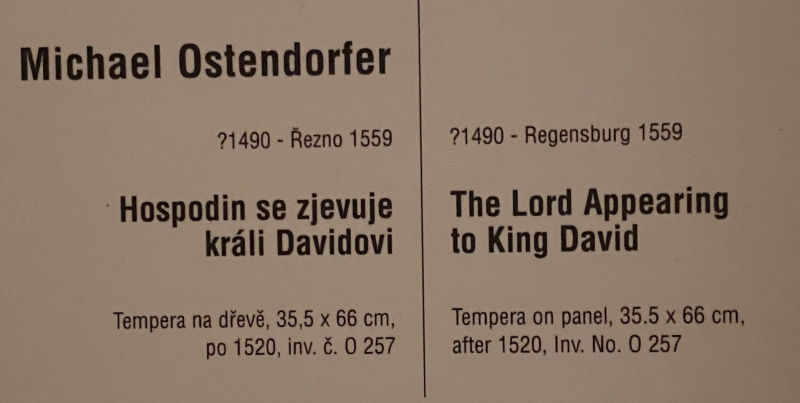 Michael Ostendorfer
?1490 - Řezno 1559
Hospodin se zjevuje
králi Davidovi
Tempera na dřevě, 35,5 x 66 cm,
po 1520, inv. č. O 257
?1490 - Regensburg 1559
The Lord Appearing
to King David
Tempera on panel, 35.5 x 66 cm,
after 1520, Inv. No. O 257